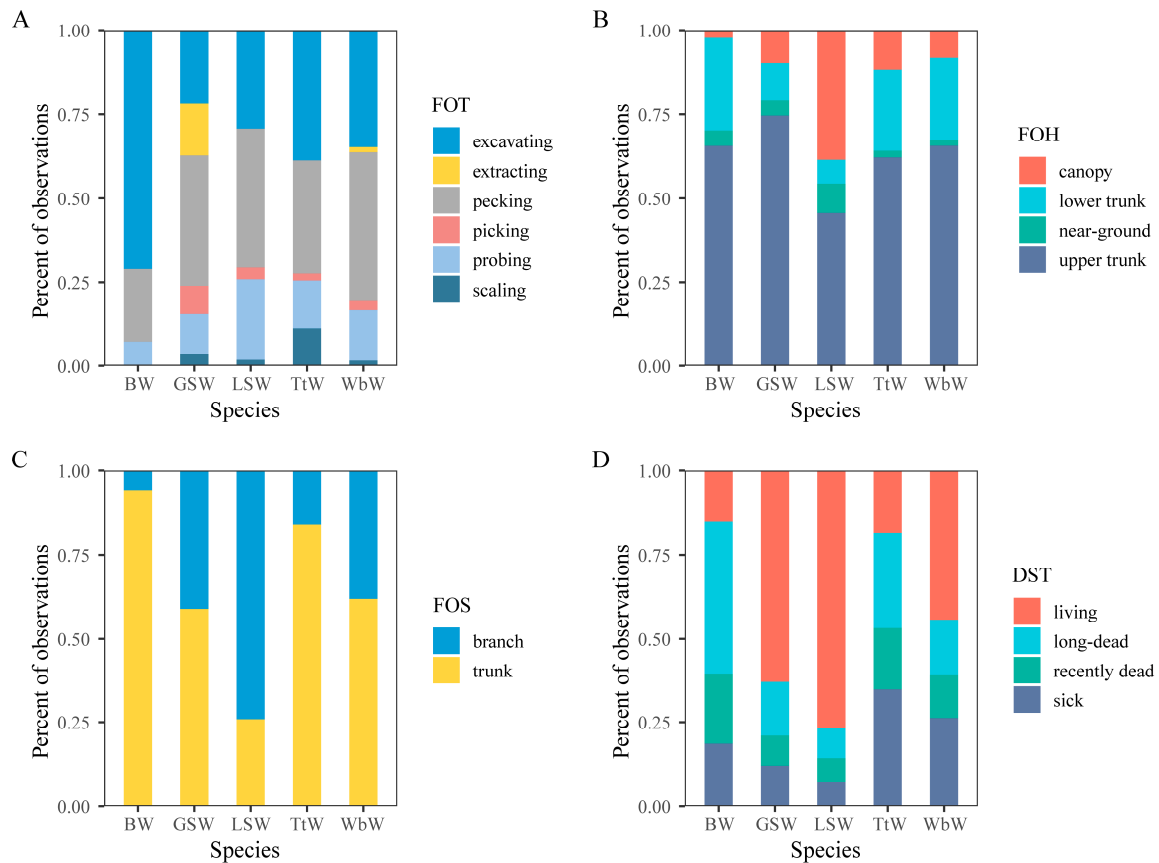 A
Percent of observations
1.00
0.75
0.50
0.25
0.00
BW GSW LSW TtW WbW
Species
FOT
excavating
extracting
pecking
picking
probing
scaling
B
Percent of observations
1.00
0.75
0.50
0.25
0.00
BW GSW LSW TtW WbW
Species
FOH
canopy
lower trunk
near-ground
upper trunk
C
Percent of observations
1.00
0.75
0.50
0.25
0.00
BW GSW LSW TtW WbW
Species
FOS
branch
trunk
D
Percent of observations
1.00
0.75
0.50
0.25
0.00
BW GSW LSW TtW WbW
Species
DST
living
long-dead
recently dead
sick